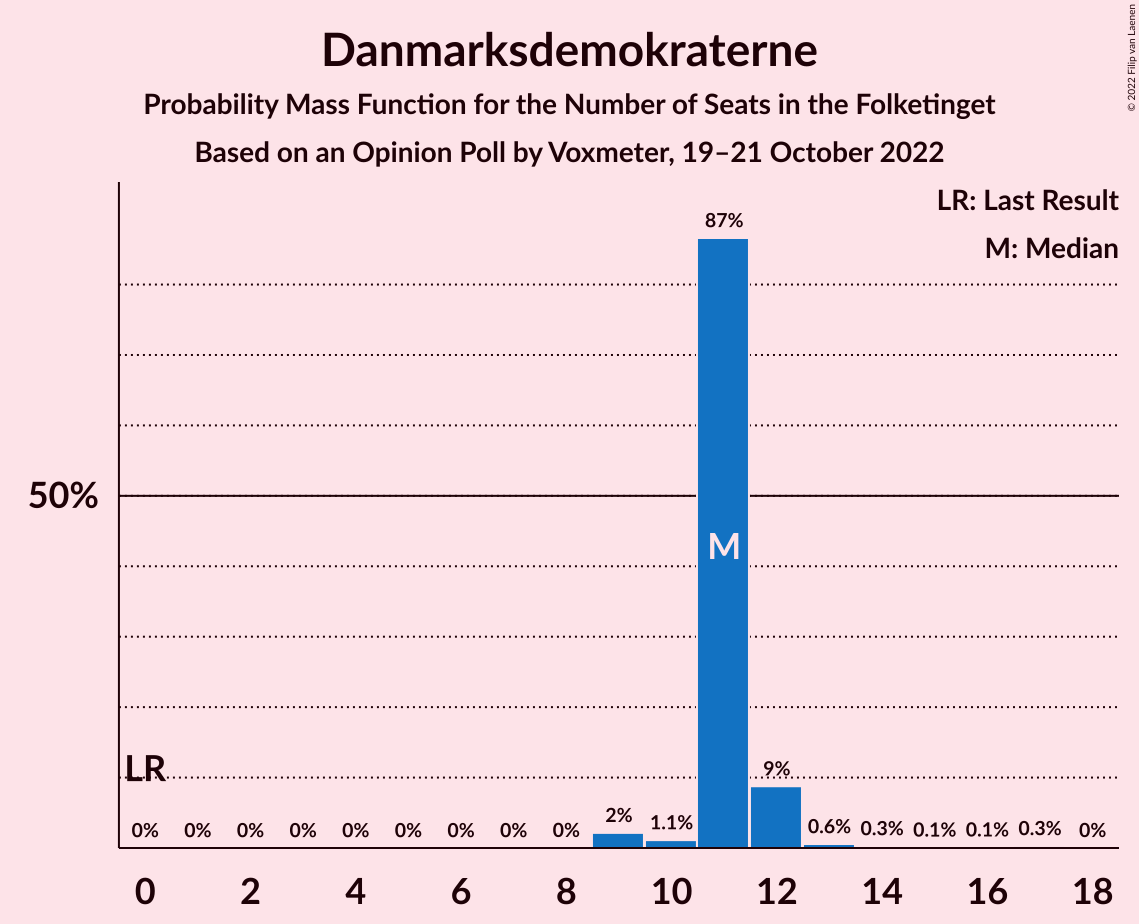 Danmarksdemokraterne
Probability Mass Function for the Number of Seats in the Folketinget
Based on an Opinion Poll by Voxmeter, 19–21 October 2022
© 2022 Filip van Laenen
LR: Last Result
M: Median
87%
50%
M
LR
9%
0% 0% 0% 0% 0% 0% 0% 0% 0% 2% 1.1% 0.6% 0.3% 0.1% 0.1% 0.3% 0%
0 2 4 6 8 10 12 14 16 18